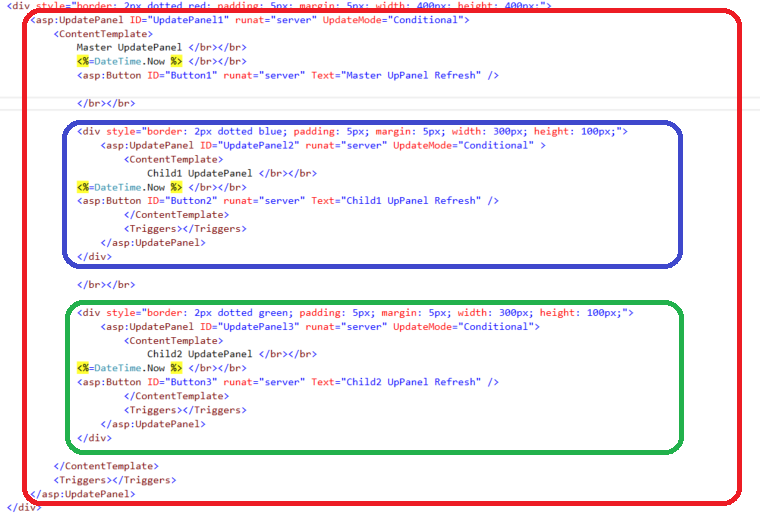 <div style="border: 2px dotted red; padding: 5px; margin: 5px; width: 400px; height: 400px;">
<asp:UpdatePanel ID="UpdatePanel1" runat="server" UpdateMode="Conditional">
<ContentTemplate>
Master UpdatePanel </br></br>
<%=DateTime.Now %> </br></br>
<asp:Button ID="Button1" runat="server" Text="Master UpPanel Refresh" />
</br></br>
<div style="border: 2px dotted blue; padding: 5px; margin: 5px; width: 300px; height: 100px;">
<asp:UpdatePanel ID="UpdatePanel2" runat="server" UpdateMode="Conditional" >
<ContentTemplate>
Child1 UpdatePanel </br></br>
<%=DateTime.Now %> </br></br>
<asp:Button ID="Button2" runat="server" Text="Child1 UpPanel Refresh" />
</ContentTemplate>
<Triggers></Triggers>
</asp:UpdatePanel>
</div>
</br></br>
<div style="border: 2px dotted green; padding: 5px; margin: 5px; width: 300px; height: 100px;">
<asp:UpdatePanel ID="UpdatePanel3" runat="server" UpdateMode="Conditional">
<ContentTemplate>
Child2 UpdatePanel </br></br>
<%=DateTime.Now %> </br></br>
<asp:Button ID="Button3" runat="server" Text="Child2 UpPanel Refresh" />
</ContentTemplate>
<Triggers></Triggers>
</asp:UpdatePanel>
</div>
</ContentTemplate>
<Triggers></Triggers>
</asp:UpdatePanel>
</div>